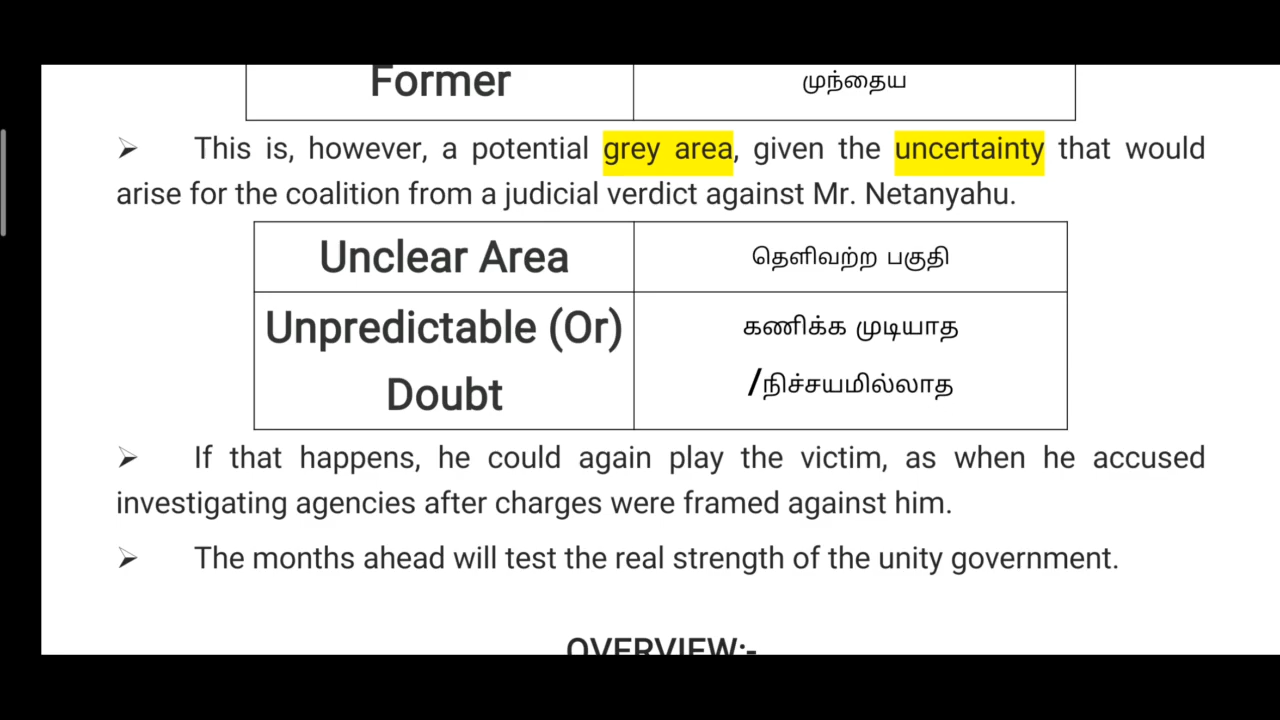 Former
முந்தைய
➢ This is, however, a potential grey area, given the uncertainty that would
arise for the coalition from a judicial verdict against Mr. Netanyahu.
Unclear Area
தெளிவற்ற பகுதி
Unpredictable (Or)
Doubt
கணிக்க முடியாத
/நிச்சயமில்லாத
➢ If that happens, he could again play the victim, as when he accused
investigating agencies after charges were framed against him.
➢ The months ahead will test the real strength of the unity government.
OVERVIEW:-